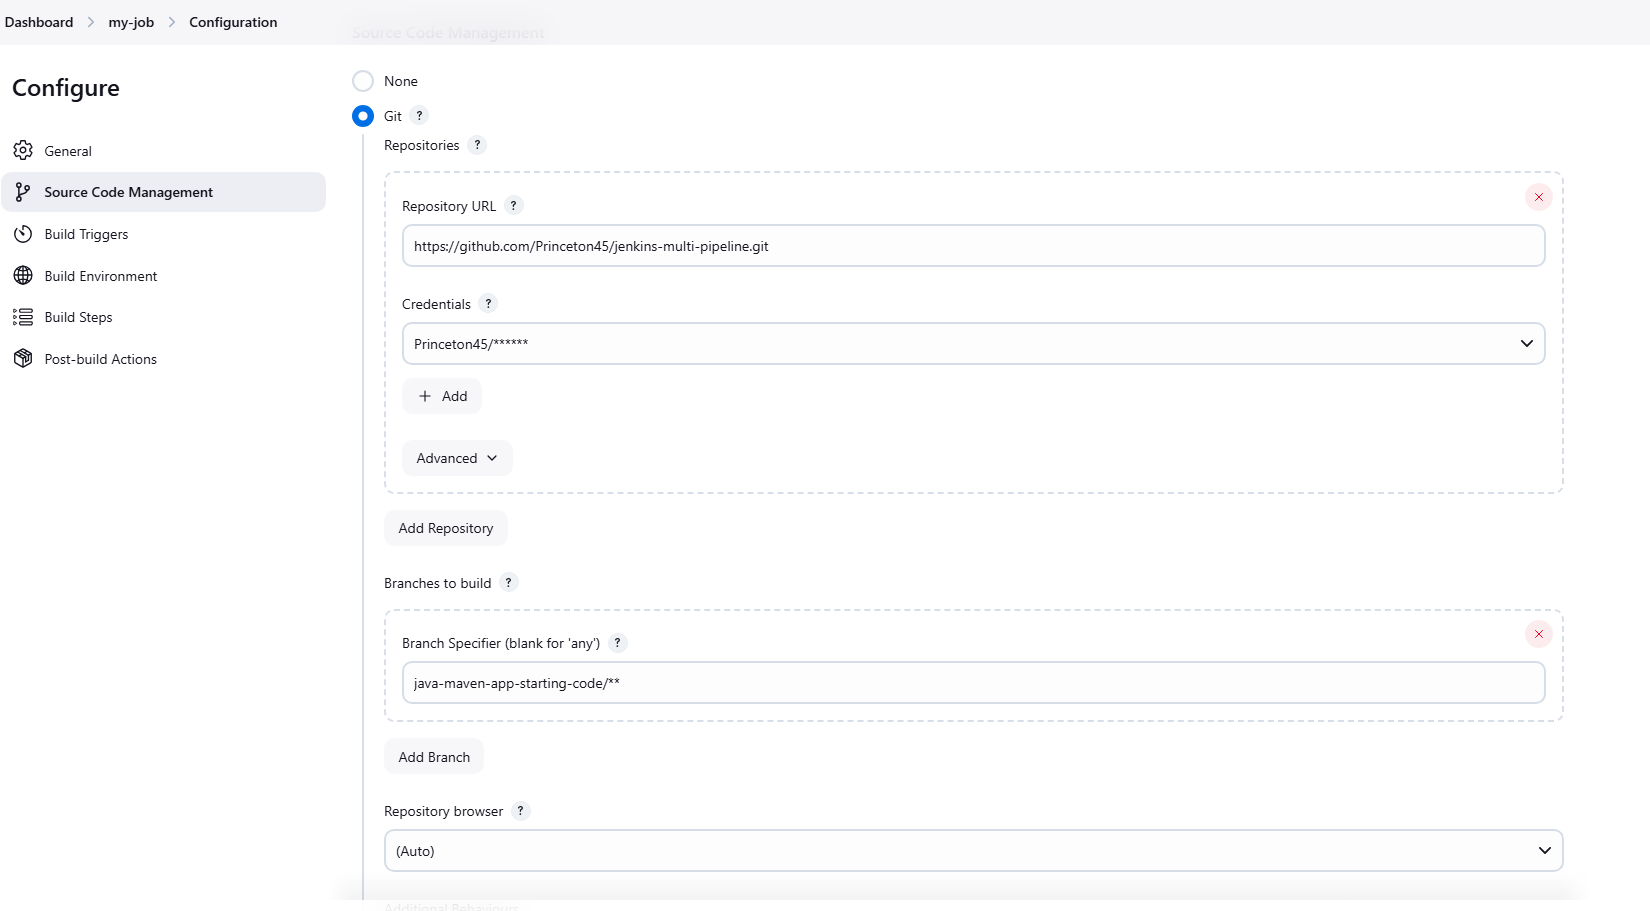 Dashboard > my-job > Configuration
Source Code Management
Configure
General
Source Code Management
Build Triggers
Build Environment
Build Steps
Post-build Actions
None
Git ?
Repositories ?
Repository URL ?
https://github.com/Princeton45/jenkins-multi-pipeline.git
Credentials ?
Princeton45/******
+ Add
Advanced
Add Repository
Branches to build ?
Branch Specifier (blank for 'any') ?
java-maven-app-starting-code/**
Add Branch
Repository browser ?
(Auto)
Additional Behaviours